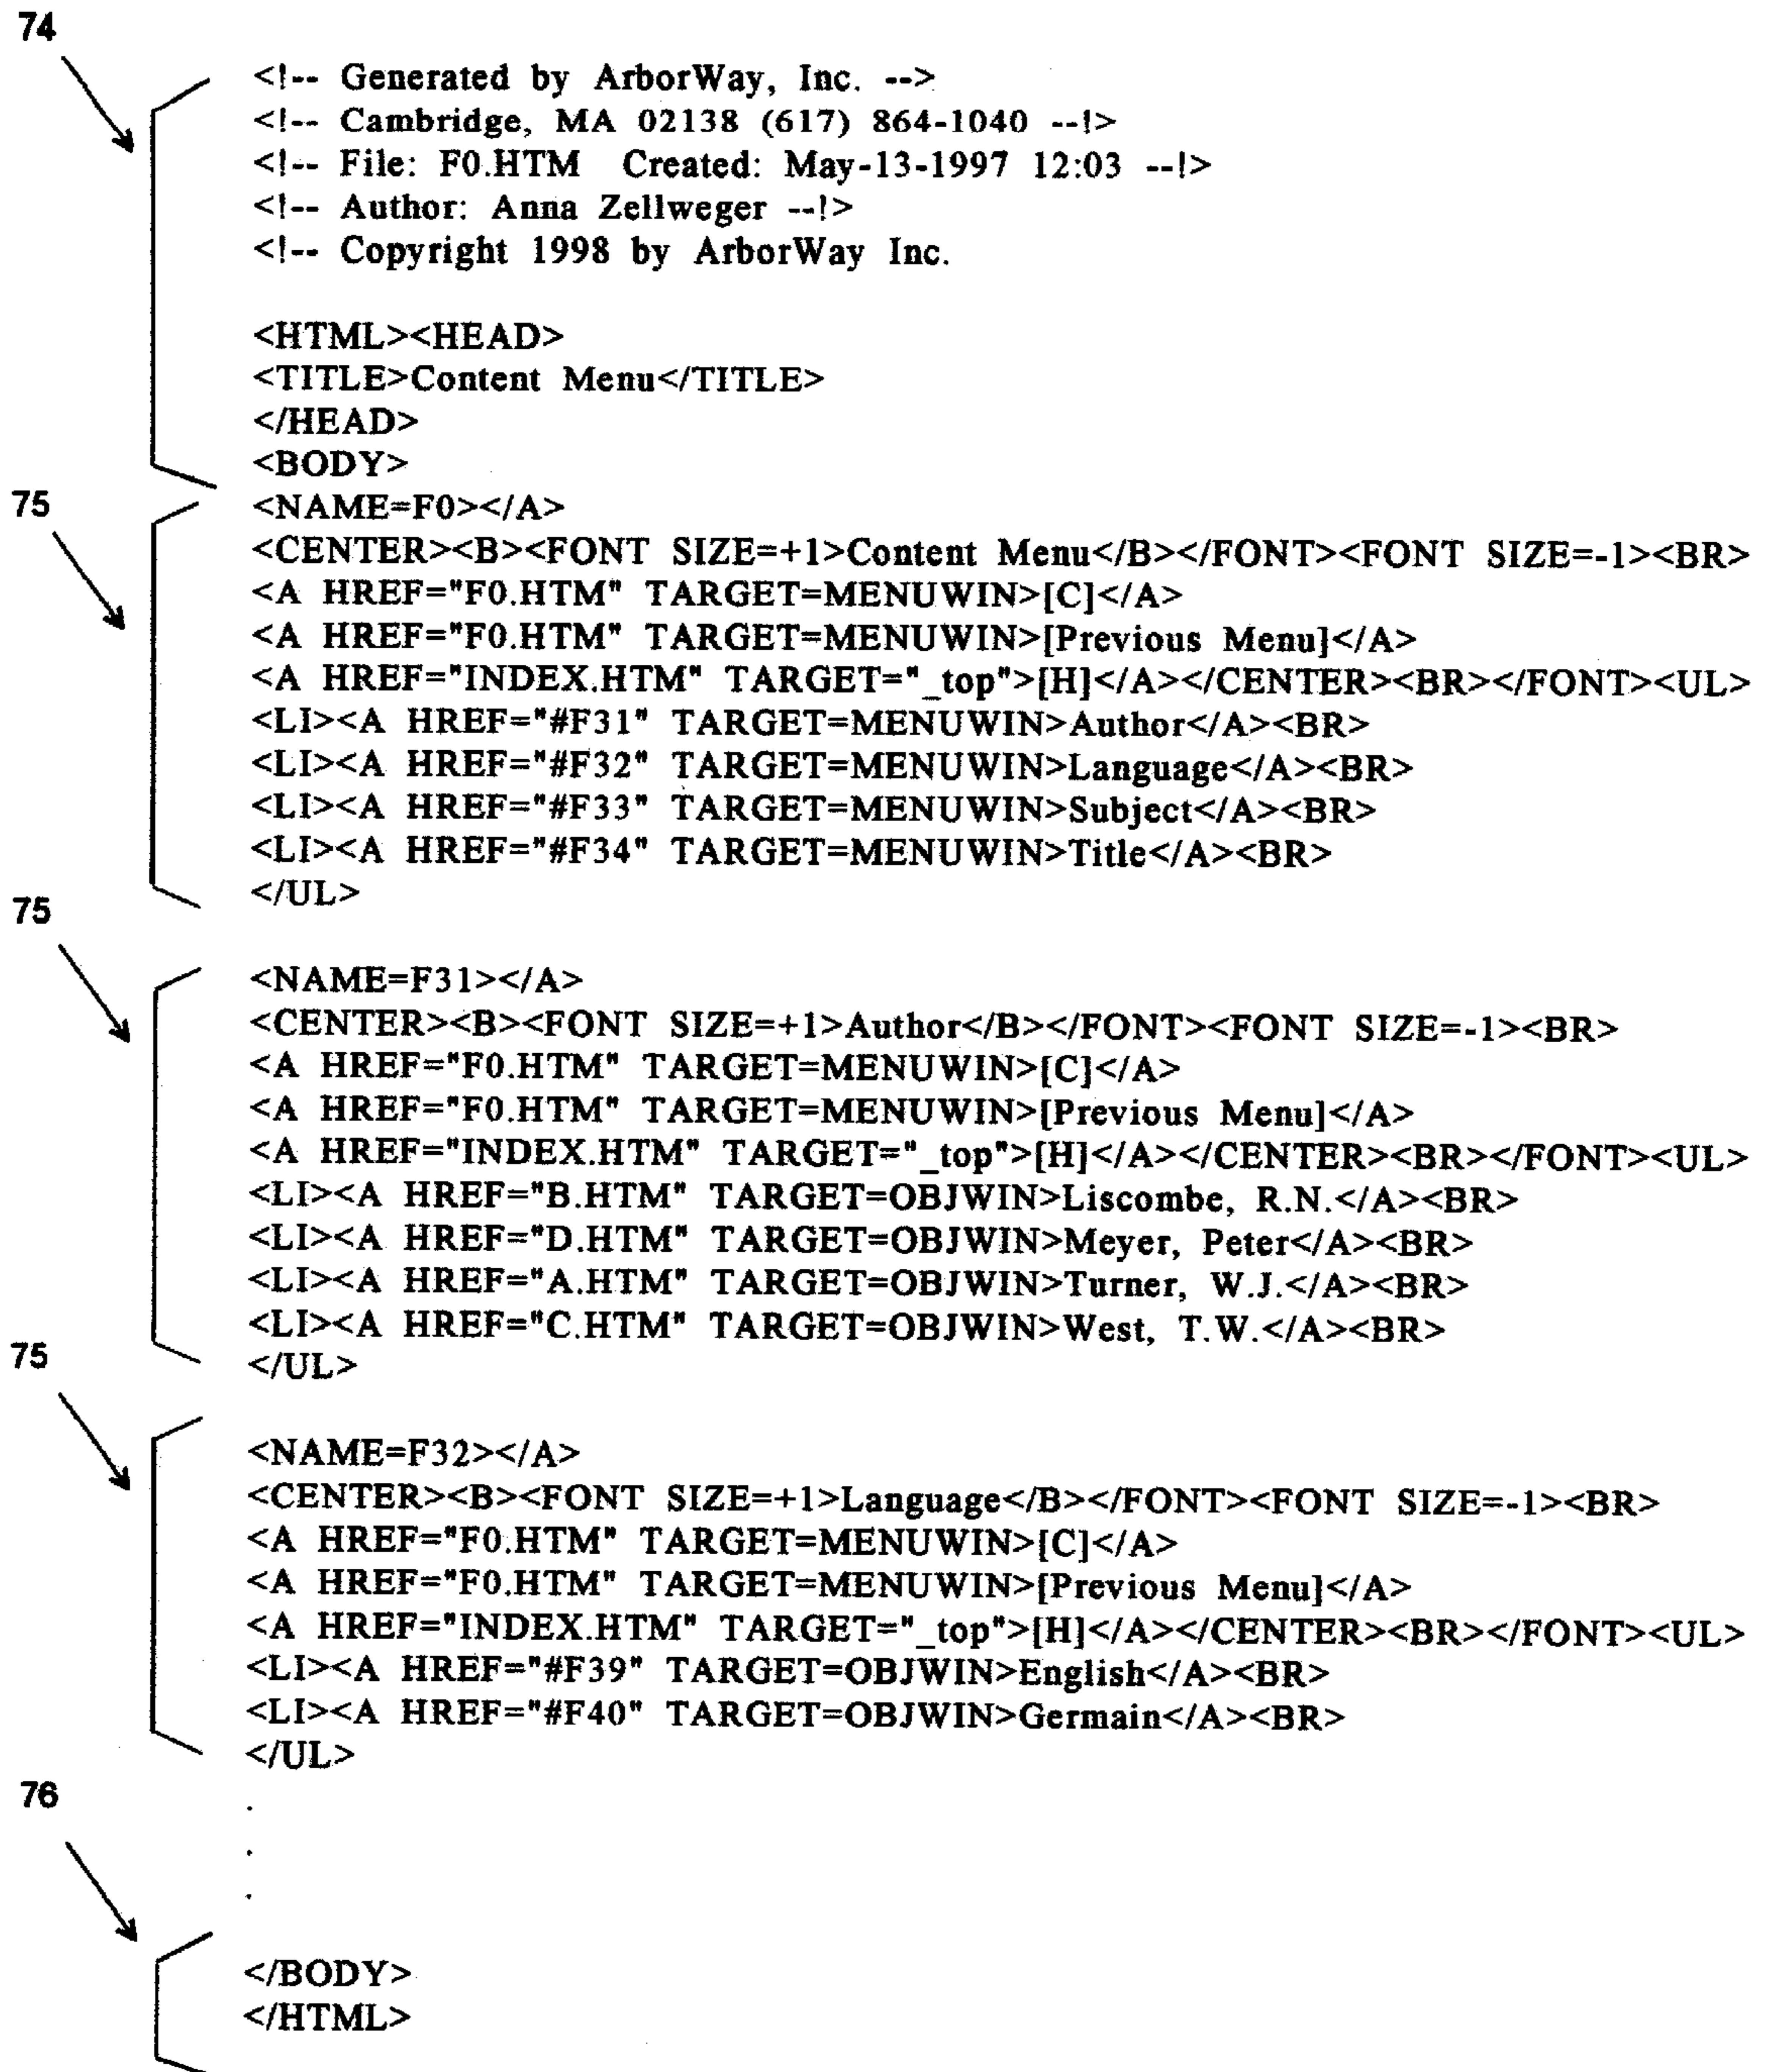 74
<!-- Generated by ArborWay, Inc. -->
<!-- Cambridge, MA 02138 (617) 864-1040 --!>
<!-- File: F0.HTM Created: May-13-1997 12:03 --!>
<!-- Author: Anna Zellweger --!>
<!-- Copyright 1998 by ArborWay Inc.
<HTML><HEAD>
<TITLE>Content Menu</TITLE>
</HEAD>
<BODY>
75
<NAME=F0></A>
<CENTER><B><FONT SIZE=+1>Content Menu</B></FONT><FONT SIZE=-1><BR>
<A HREF="F0.HTM" TARGET=MENUWIN>[C]</A>
<A HREF="F0.HTM" TARGET=MENUWIN>[Previous Menu]</A>
<A HREF="INDEX.HTM" TARGET="_top">[H]</A></CENTER><BR></FONT><UL>
<LI><A HREF="#F31" TARGET=MENUWIN>Author</A><BR>
<LI><A HREF="#F32" TARGET=MENUWIN>Language</A><BR>
<LI><A HREF="#F33" TARGET=MENUWIN>Subject</A><BR>
<LI><A HREF="#F34" TARGET=MENUWIN>Title</A><BR>
</UL>
75
<NAME=F31></A>
<CENTER><B><FONT SIZE=+1>Author</B></FONT><FONT SIZE=-1><BR>
<A HREF="F0.HTM" TARGET=MENUWIN>[C]</A>
<A HREF="F0.HTM" TARGET=MENUWIN>[Previous Menu]</A>
<A HREF="INDEX.HTM" TARGET="_top">[H]</A></CENTER><BR></FONT><UL>
<LI><A HREF="B.HTM" TARGET=OBJWIN>Liscombe, R.N.</A><BR>
<LI><A HREF="D.HTM" TARGET=OBJWIN>Meyer, Peter</A><BR>
<LI><A HREF="A.HTM" TARGET=OBJWIN>Turner, W.J.</A><BR>
<LI><A HREF="C.HTM" TARGET=OBJWIN>West, T.W.</A><BR>
</UL>
75
<NAME=F32></A>
<CENTER><B><FONT SIZE=+1>Language</B></FONT><FONT SIZE=-1><BR>
<A HREF="F0.HTM" TARGET=MENUWIN>[C]</A>
<A HREF="F0.HTM" TARGET=MENUWIN>[Previous Menu]</A>
<A HREF="INDEX.HTM" TARGET="_top">[H]</A></CENTER><BR></FONT><UL>
<LI><A HREF="#F39" TARGET=OBJWIN>English</A><BR>
<LI><A HREF="#F40" TARGET=OBJWIN>Germain</A><BR>
</UL>
76
.
.
.
</BODY>
</HTML>